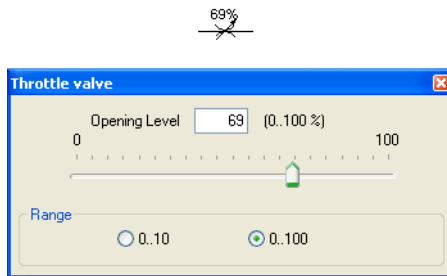 69%
Throttle valve
Opening Level 69 (0..100 %)
0 100
Range
0..10 0..100